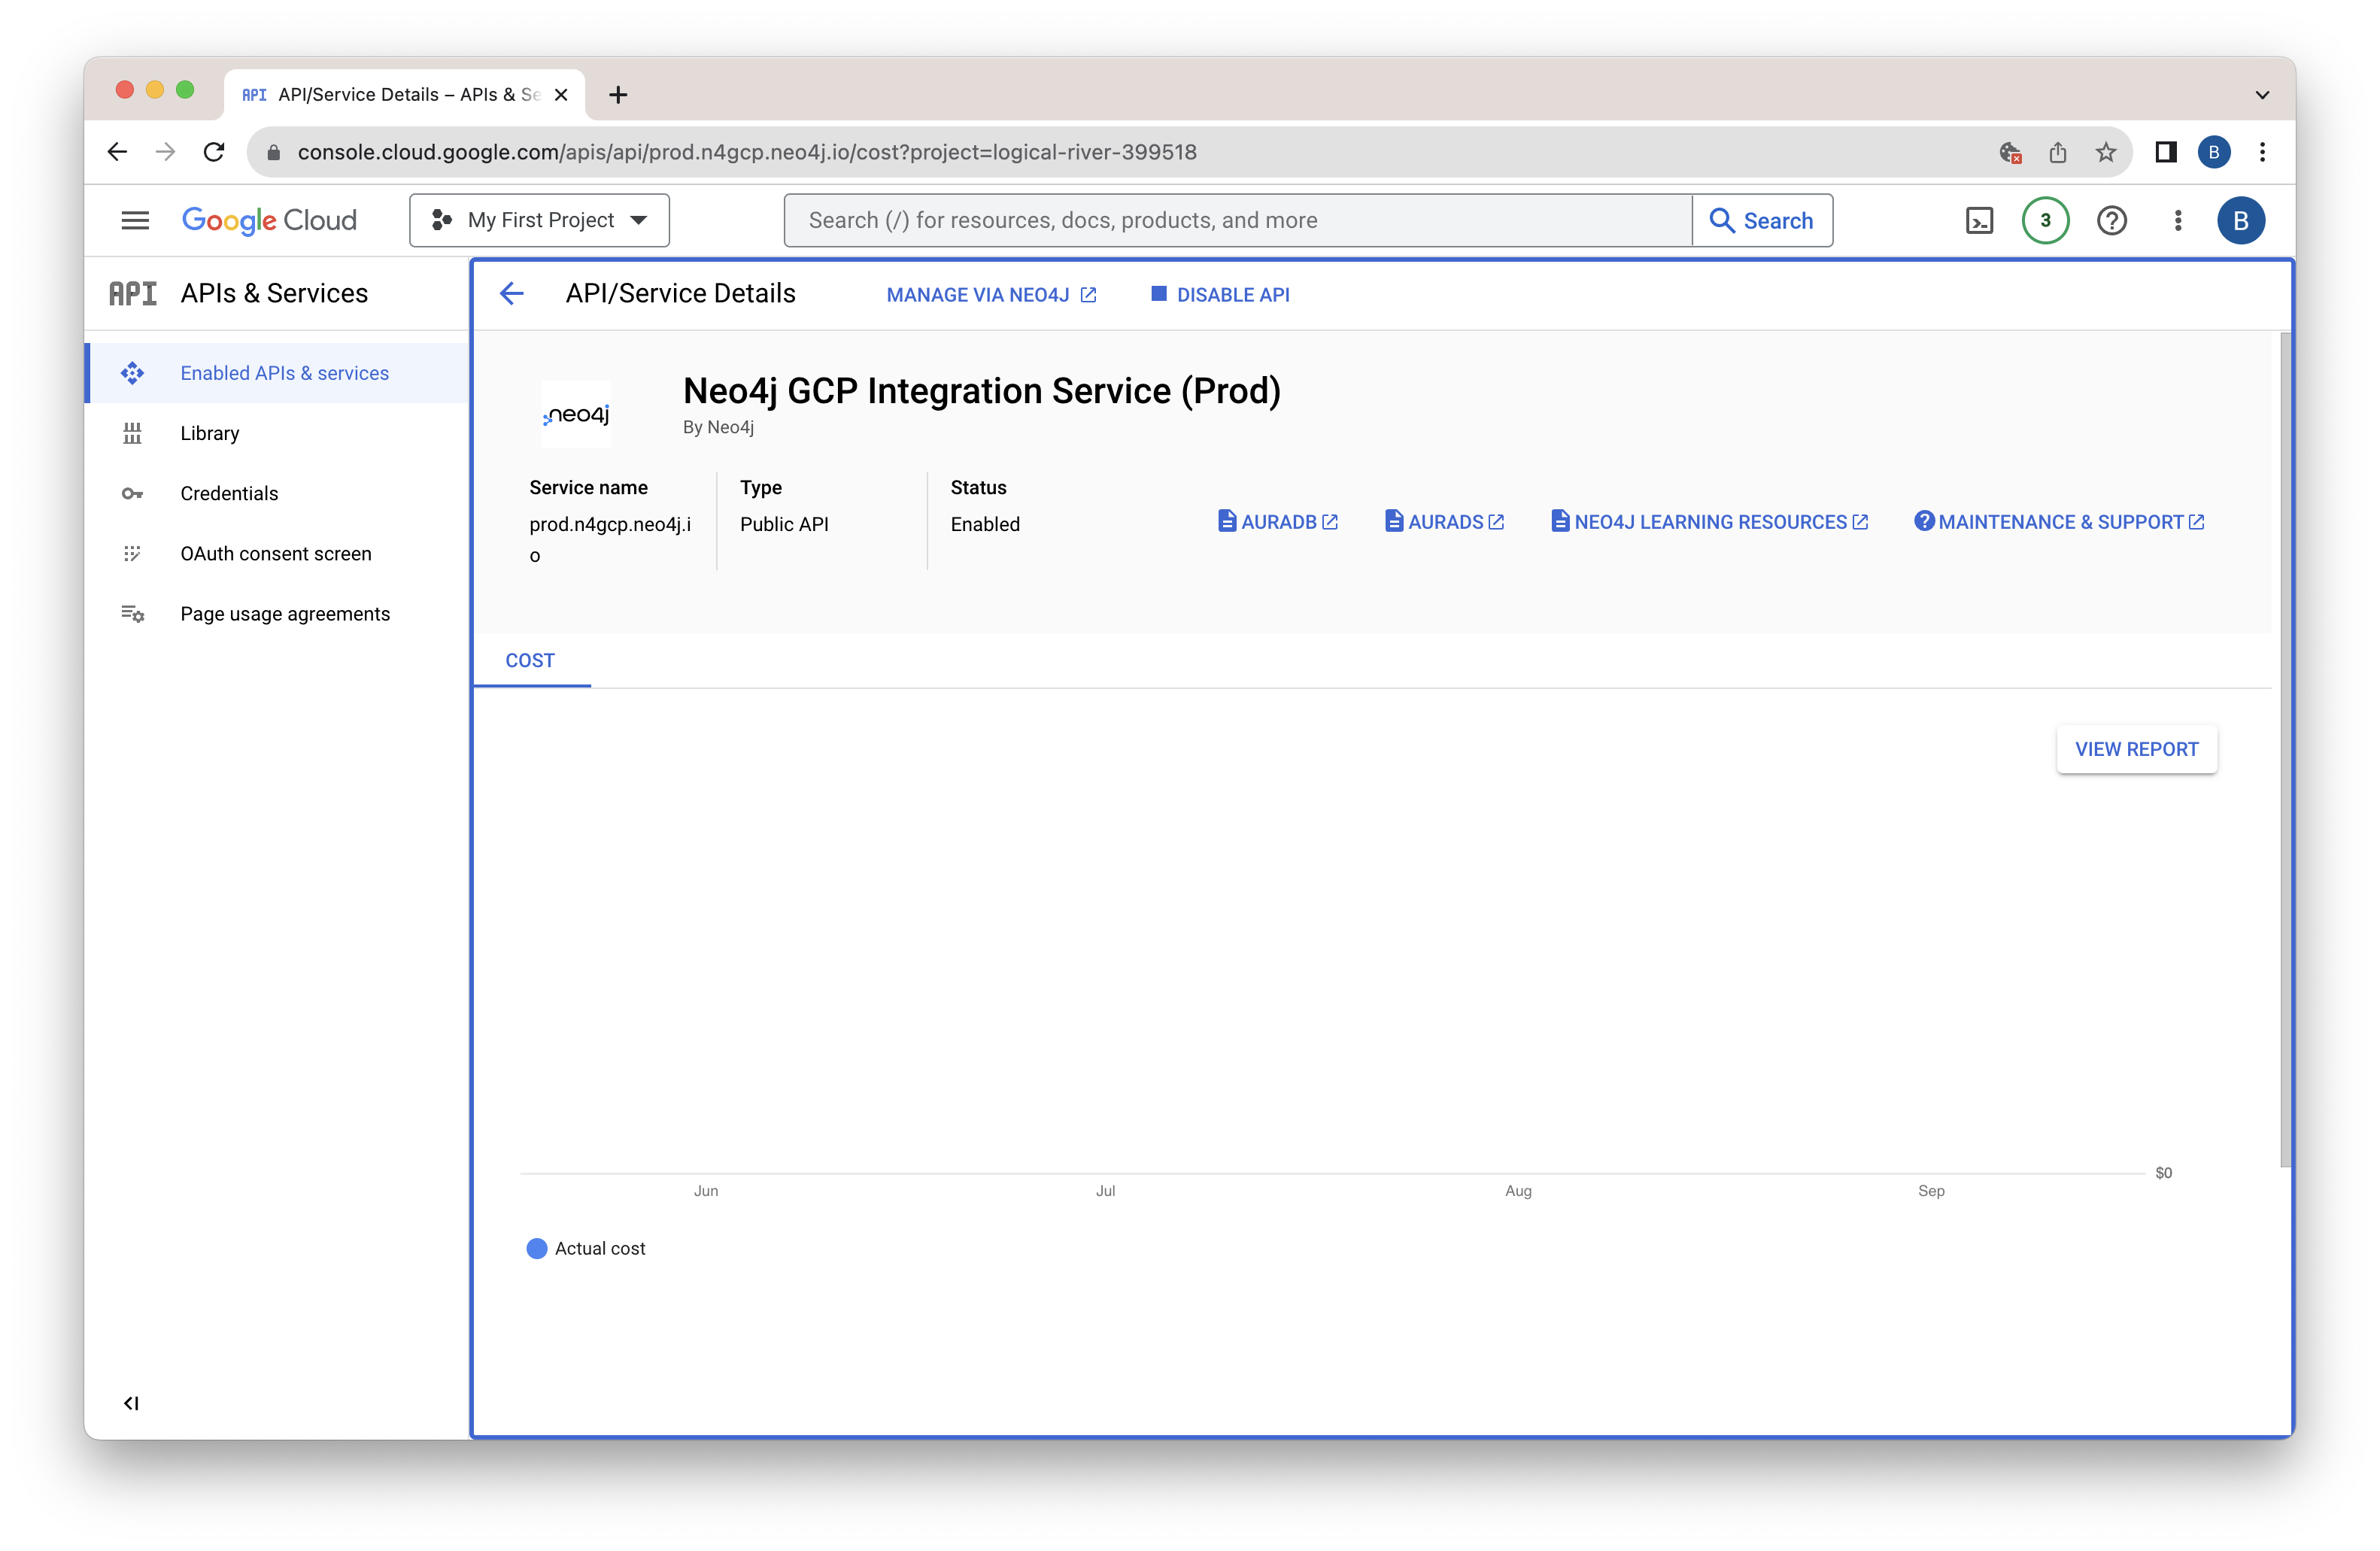 API API/Service Details – APIs & Se
console.cloud.google.com/apis/api/prod.n4gcp.neo4j.io/cost?project=logical-river-399518
B
Google Cloud
My First Project
Search (/) for resources, docs, products, and more
Search
3
B
API APIs & Services
API/Service Details
MANAGE VIA NEO4J
DISABLE API
Enabled APIs & services
Library
Credentials
OAuth consent screen
Page usage agreements
neo4j
Neo4j GCP Integration Service (Prod)
By Neo4j
Service name
prod.n4gcp.neo4j.i
o
Type
Public API
Status
Enabled
AURADB
AURADS
NEO4J LEARNING RESOURCES
MAINTENANCE & SUPPORT
COST
VIEW REPORT
$0
Jun
Jul
Aug
Sep
Actual cost